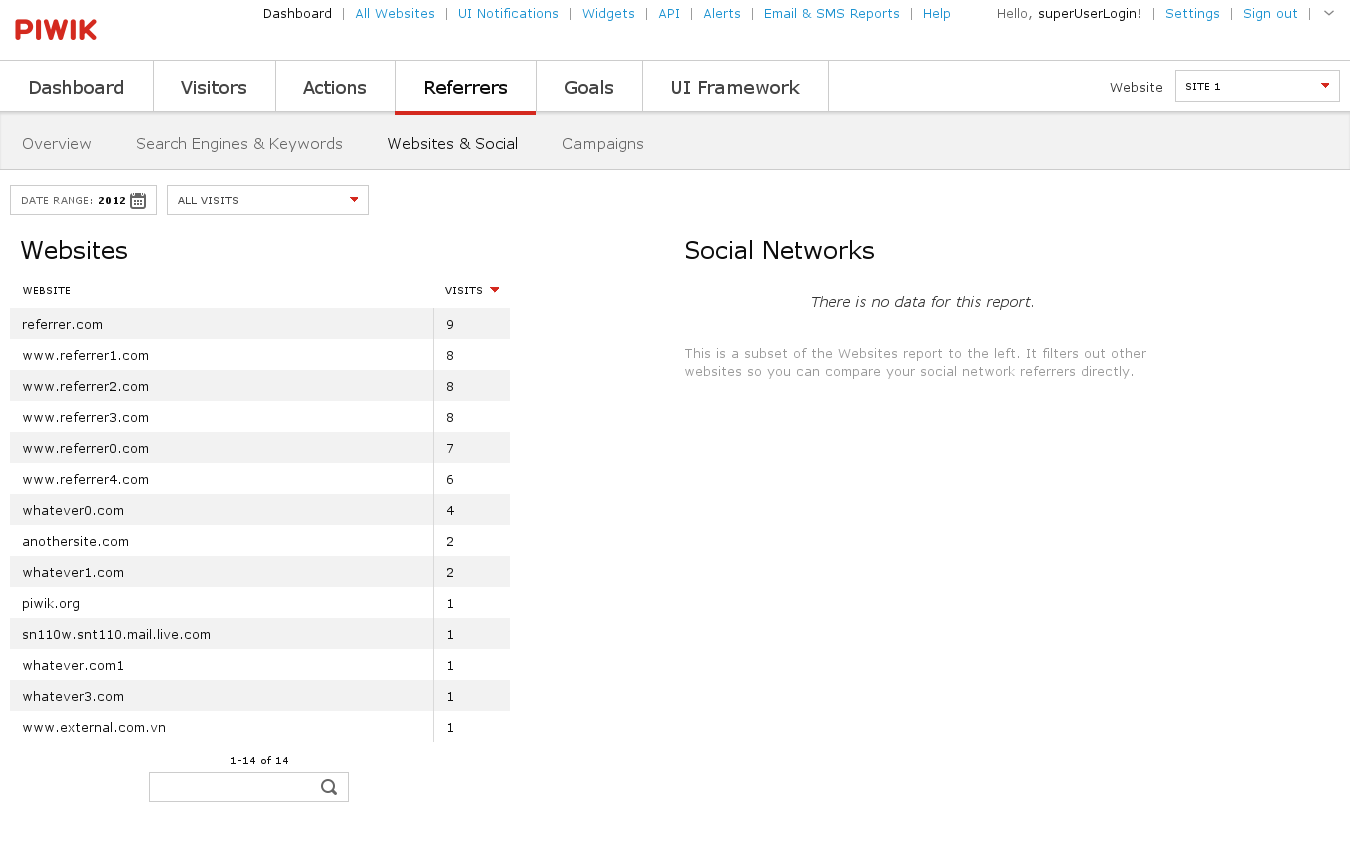 PIWIK
Dashboard | All Websites | UI Notifications | Widgets | API | Alerts | Email & SMS Reports | Help Hello, superUserLogin! | Settings | Sign out |
Dashboard Visitors Actions Referrers Goals UI Framework Website SITE 1
Overview Search Engines & Keywords Websites & Social Campaigns
DATE RANGE: 2012 ALL VISITS
Websites
WEBSITE VISITS
referrer.com 9
www.referrer1.com 8
www.referrer2.com 8
www.referrer3.com 8
www.referrer0.com 7
www.referrer4.com 6
whatever0.com 4
anothersite.com 2
whatever1.com 2
piwik.org 1
sn110w.snt110.mail.live.com 1
whatever.com1 1
whatever3.com 1
www.external.com.vn 1
1-14 of 14
Social Networks
There is no data for this report.
This is a subset of the Websites report to the left. It filters out other
websites so you can compare your social network referrers directly.